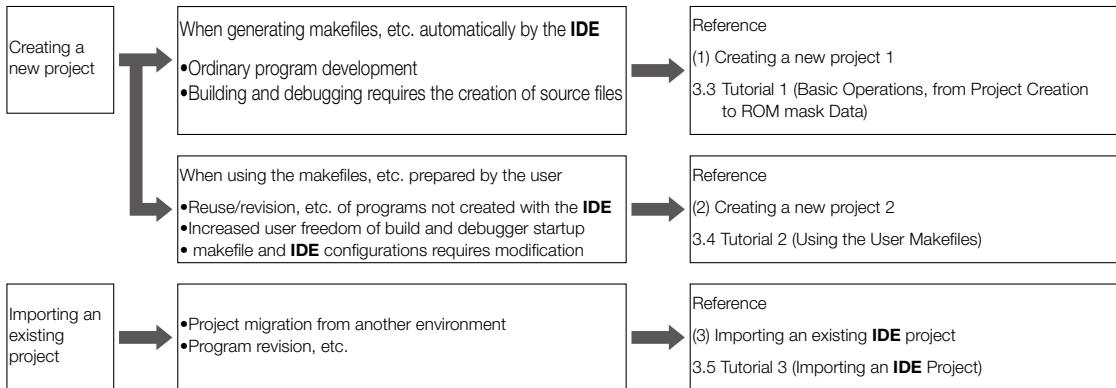 Creating a
new project
When generating makefiles, etc. automatically by the IDE
•Ordinary program development
•Building and debugging requires the creation of source files
Reference
(1) Creating a new project 1
3.3 Tutorial 1 (Basic Operations, from Project Creation
to ROM mask Data)
When using the makefiles, etc. prepared by the user
•Reuse/revision, etc. of programs not created with the IDE
•Increased user freedom of build and debugger startup
• makefile and IDE configurations requires modification
Reference
(2) Creating a new project 2
3.4 Tutorial 2 (Using the User Makefiles)
Importing an
existing
project
•Project migration from another environment
•Program revision, etc.
Reference
(3) Importing an existing IDE project
3.5 Tutorial 3 (Importing an IDE Project)